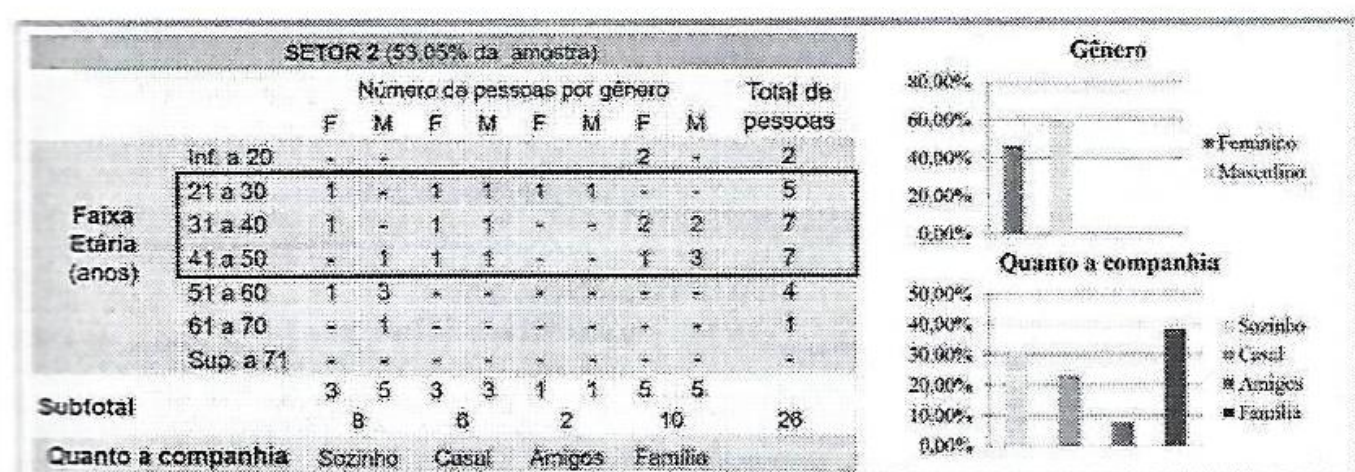 SETOR 2 (53,05% da amostra)
Número de pessoas por gênero Total de pessoas
F M F M F M F M
Inf. a 20 - - 2 - 2
21 a 30 1 - 1 1 1 1 - - 5
31 a 40 1 - 1 1 - - 2 2 7
41 a 50 - 1 1 1 - - 1 3 7
51 a 60 1 3 - - - - - - 4
61 a 70 - 1 - - - - - - 1
Sup. a 71 - - - - - - - - -
Faixa
Etária
(anos)
Subtotal
3 5 3 3 1 1 5 5
8 6 2 10 26
Quanto a companhia Sozinho Casal Amigos Família
Gênero
80,00%
60,00%
40,00%
20,00%
0,00%
Feminino
Masculino
Quanto a companhia
50,00%
40,00%
30,00%
20,00%
10,00%
0,00%
Sozinho
Casal
Amigos
Família